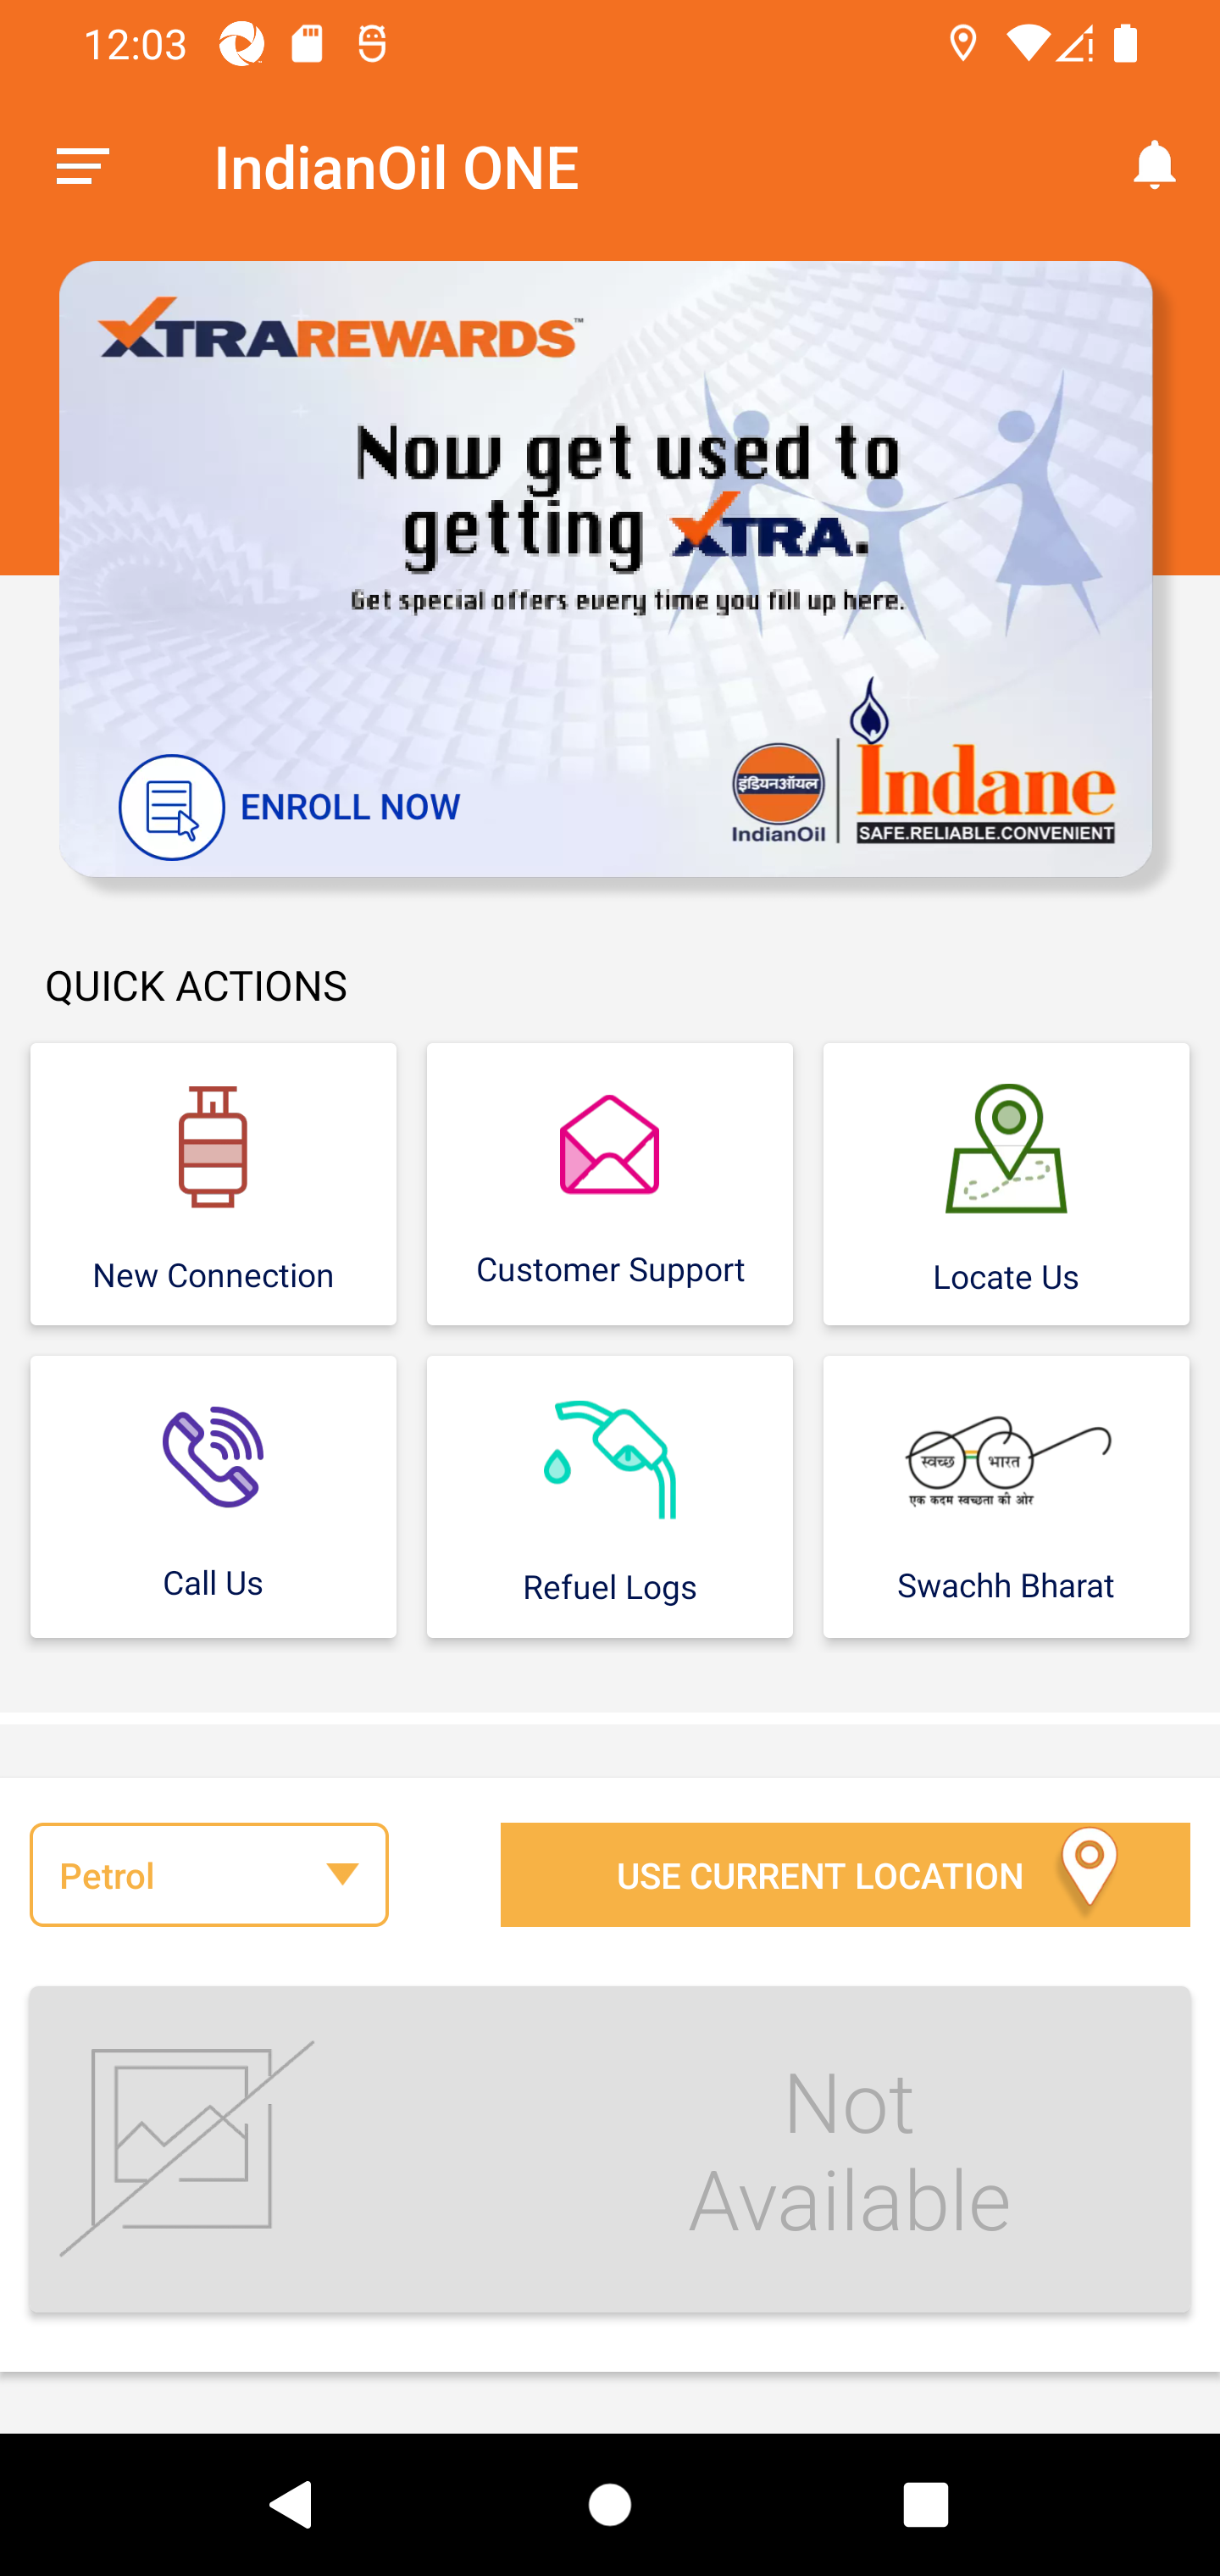 12:03
IndianOil ONE
XTRAREWARDS™
Now get used to
getting XTRA.
Get special offers every time you fill up here.
ENROLL NOW
इंडियनऑयल
IndianOil
Indane
SAFE.RELIABLE.CONVENIENT
QUICK ACTIONS
New Connection
Customer Support
Locate Us
स्वच्छ भारत
एक कदम स्वच्छता की ओर
Call Us
Refuel Logs
Swachh Bharat
Petrol
USE CURRENT LOCATION
Not
Available